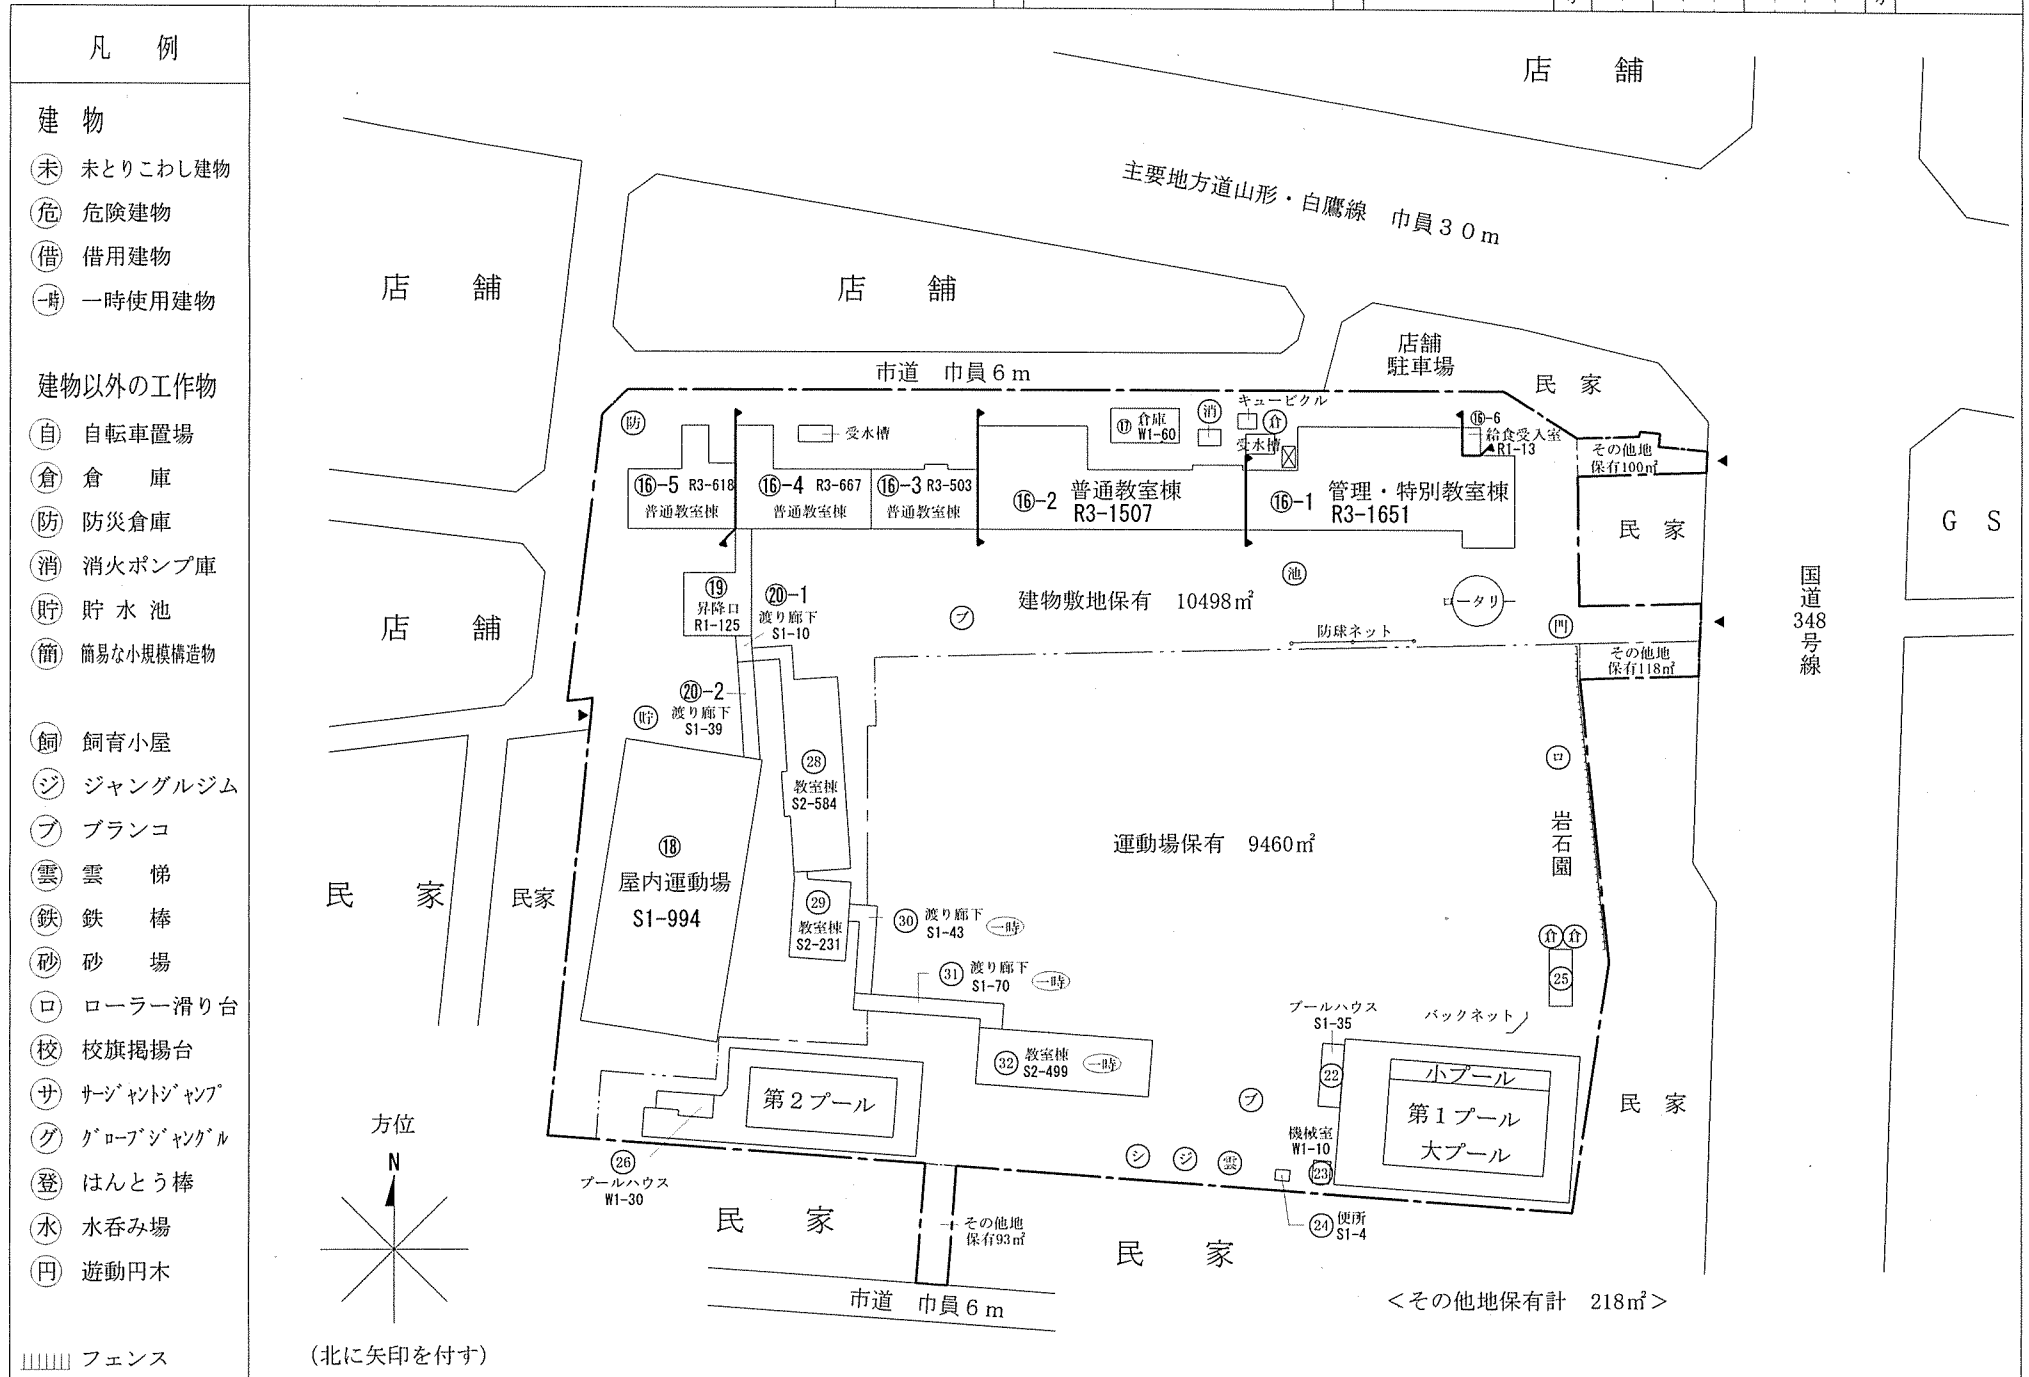 凡　例
建　物
未 未とりこわし建物
危 危険建物
借 借用建物
一時 一時使用建物
建物以外の工作物
自 自転車置場
倉 倉　　庫
防 防災倉庫
消 消火ポンプ庫
貯 貯 水 池
簡 簡易な小規模構造物
飼 飼育小屋
ジ ジャングルジム
ブ ブランコ
雲 雲　　悌
鉄 鉄　　棒
砂 砂　　場
ロ ローラー滑り台
校 校旗掲揚台
サ サージャントジャンプ
グ グローブジャングル
登 はんとう棒
水 水呑み場
円 遊動円木
フェンス
店　舗
主要地方道山形・白鷹線　巾員30m
店　舗
店　舗
店舗
駐車場
民　家
市道　巾員6m
防
受水槽
⑰ 倉庫
W1-60
消
キュービクル
倉
受水槽
⑯-6
給食受入室
R1-13
その他地
保有100㎡
⑯-5 R3-618
普通教室棟
⑯-4 R3-667
普通教室棟
⑯-3 R3-503
普通教室棟
⑯-2 普通教室棟
R3-1507
⑯-1 管理・特別教室棟
R3-1651
民　家
G　S
国道348号線
⑲
昇降口
R1-125
⑳-1
渡り廊下
S1-10
池
建物敷地保有　10498㎡
ブ
ロータリー
門
防球ネット
その他地
保有118㎡
店　舗
⑳-2
渡り廊下
S1-39
貯
㉘
教室棟
S2-584
ロ
岩石園
運動場保有　9460㎡
⑱
屋内運動場
S1-994
民　家
民家
㉙
教室棟
S2-231
㉚ 渡り廊下
S1-43
一時
倉 倉
㉕
㉛ 渡り廊下
S1-70
一時
プールハウス
S1-35
㉒
バックネット
㉜ 教室棟
S2-499
一時
小プール
第1プール
大プール
第2プール
ブ
民　家
機械室
W1-10
㉓
シ
ジ
雲
㉖
プールハウス
W1-30
㉔ 便所
S1-4
民　家
その他地
保有93㎡
民　家
市道　巾員6m
＜その他地保有計　218㎡＞
方位
N
(北に矢印を付す)